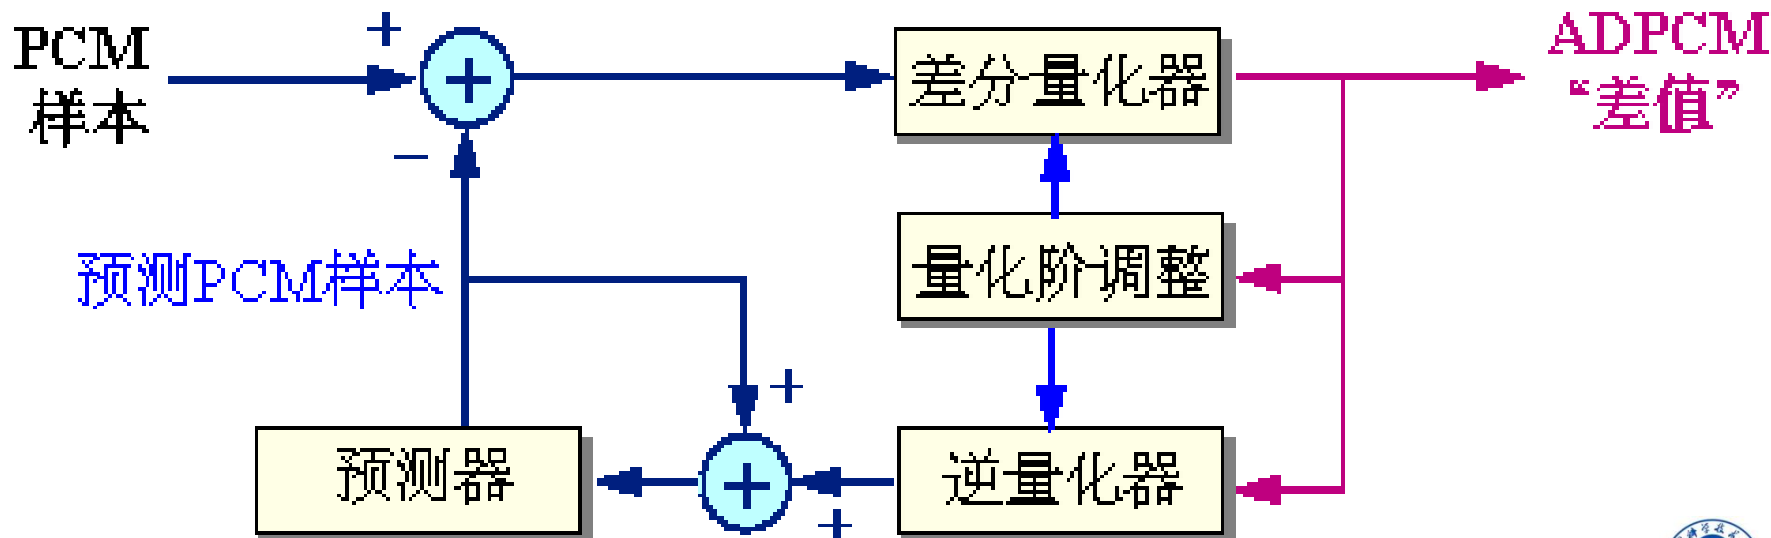 PCM
样本
+
+
−
差分量化器
ADPCM
“差值”
预测PCM样本
量化阶调整
+
预测器
+
逆量化器
+